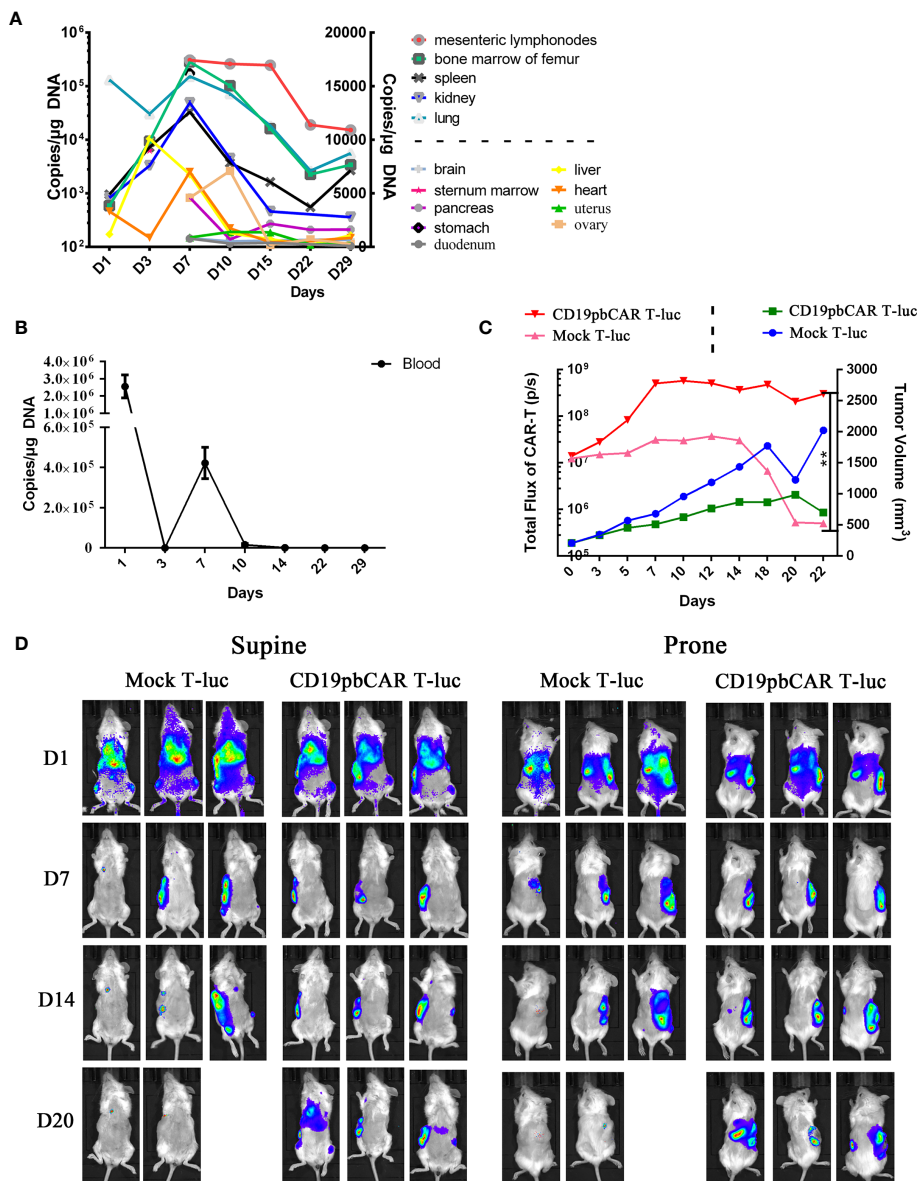 A
Copies/µg DNA
10⁶
10⁵
10⁴
10³
10²
20000
15000
10000
5000
0
Copies/µg DNA
D1 D3 D7 D10 D15 D22 D29
Days
mesenteric lymphonodes
bone marrow of femur
spleen
kidney
lung
brain
sternum marrow
pancreas
stomach
duodenum
liver
heart
uterus
ovary
B
Copies/µg DNA
4.0×10⁶
3.0×10⁶
2.0×10⁶
6.0×10⁵
4.0×10⁵
2.0×10⁵
0
1 3 7 10 14 22 29
Days
Blood
C
CD19pbCAR T-luc
Mock T-luc
CD19pbCAR T-luc
Mock T-luc
Total Flux of CAR-T (p/s)
10⁹
10⁸
10⁷
10⁶
10⁵
3000
2500
2000
1500
1000
500
0
Tumor Volume (mm³)
**
0 3 5 7 10 12 14 18 20 22
Days
D
Supine Prone
Mock T-luc CD19pbCAR T-luc Mock T-luc CD19pbCAR T-luc
D1
D7
D14
D20